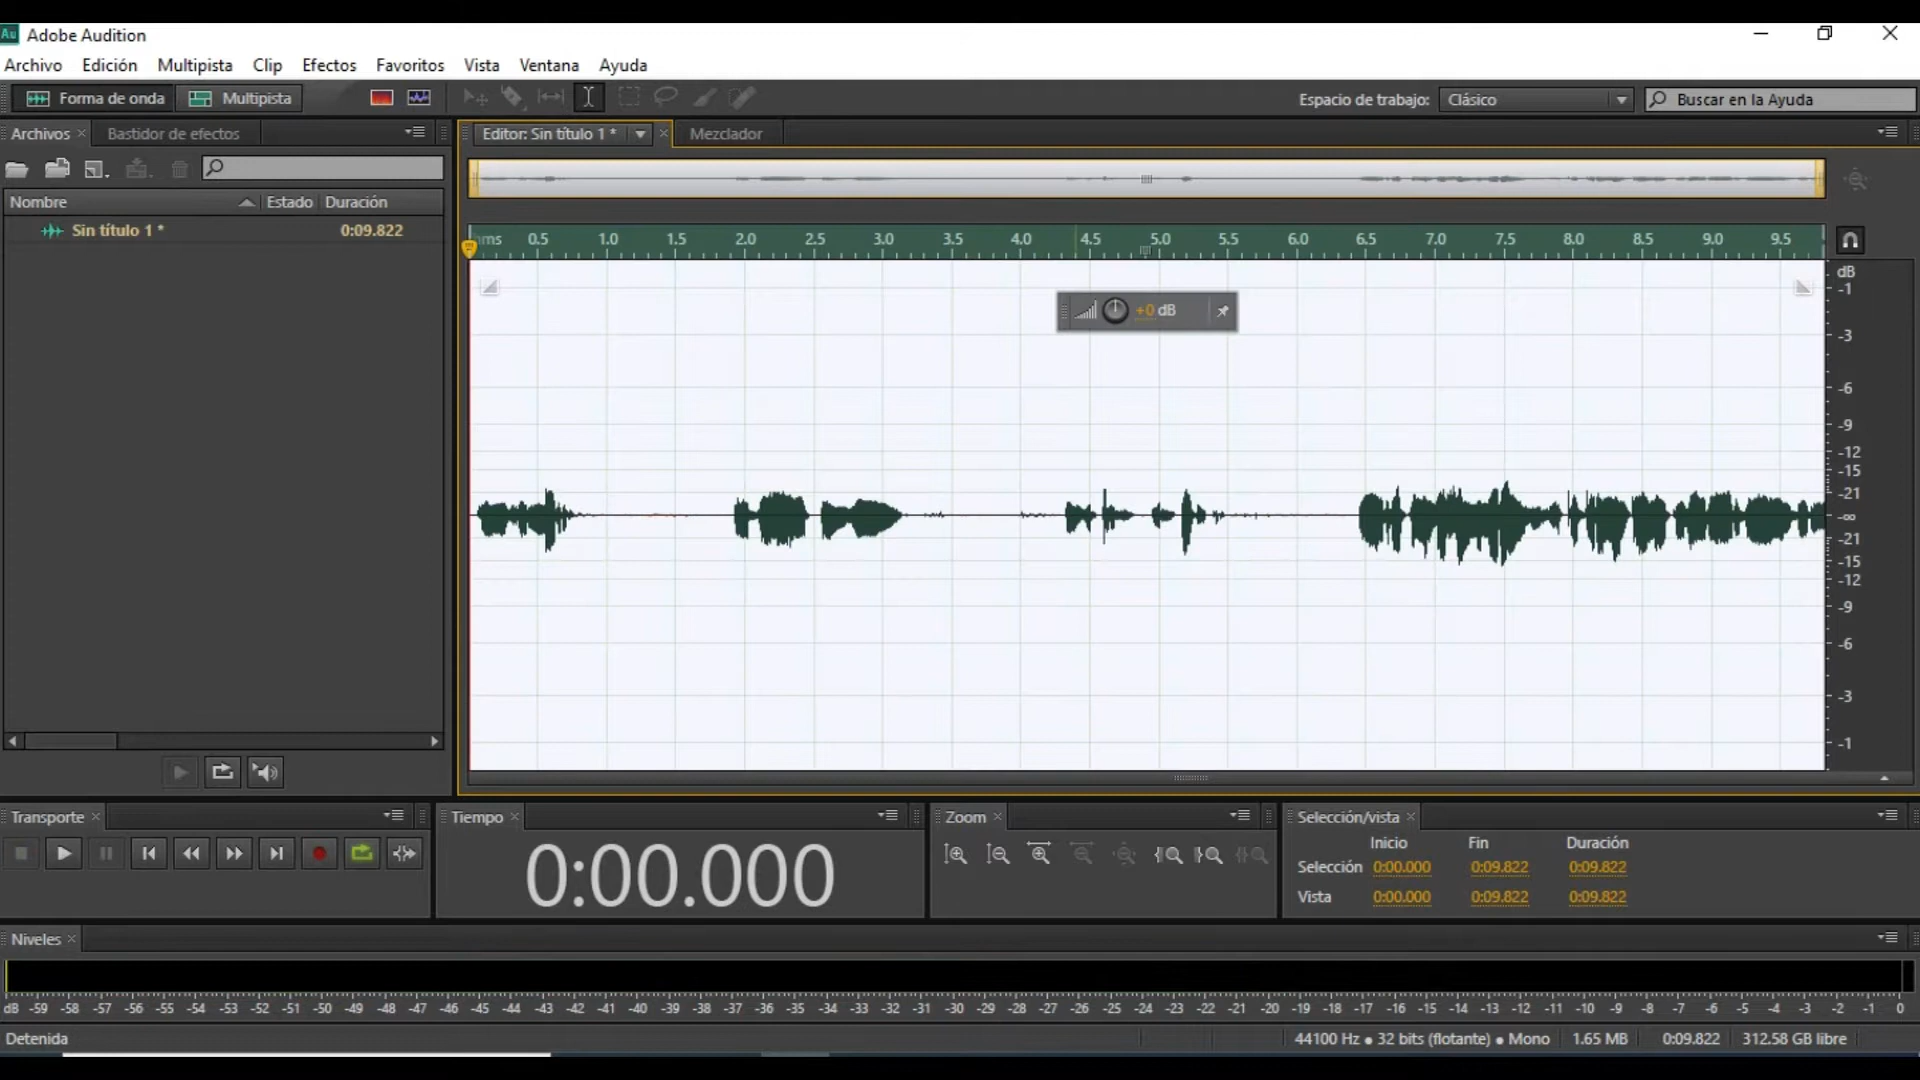 Au Adobe Audition
Archivo Edición Multipista Clip Efectos Favoritos Vista Ventana Ayuda
Forma de onda Multipista Espacio de trabajo: Clásico Buscar en la Ayuda
Archivos Bastidor de efectos Editor: Sin título 1 * Mezclador
Nombre Estado Duración
Sin título 1 * 0:09.822
hms 0.5 1.0 1.5 2.0 2.5 3.0 3.5 4.0 4.5 5.0 5.5 6.0 6.5 7.0 7.5 8.0 8.5 9.0 9.5
+0 dB
dB
-1
-3
-6
-9
-12
-15
-21
-∞
-21
-15
-12
-9
-6
-3
-1
Transporte Tiempo Zoom Selección/vista
0:00.000
Inicio Fin Duración
Selección 0:00.000 0:09.822 0:09.822
Vista 0:00.000 0:09.822 0:09.822
Niveles
dB -59 -58 -57 -56 -55 -54 -53 -52 -51 -50 -49 -48 -47 -46 -45 -44 -43 -42 -41 -40 -39 -38 -37 -36 -35 -34 -33 -32 -31 -30 -29 -28 -27 -26 -25 -24 -23 -22 -21 -20 -19 -18 -17 -16 -15 -14 -13 -12 -11 -10 -9 -8 -7 -6 -5 -4 -3 -2 -1 0
Detenida 44100 Hz ● 32 bits (flotante) ● Mono 1.65 MB 0:09.822 312.58 GB libre